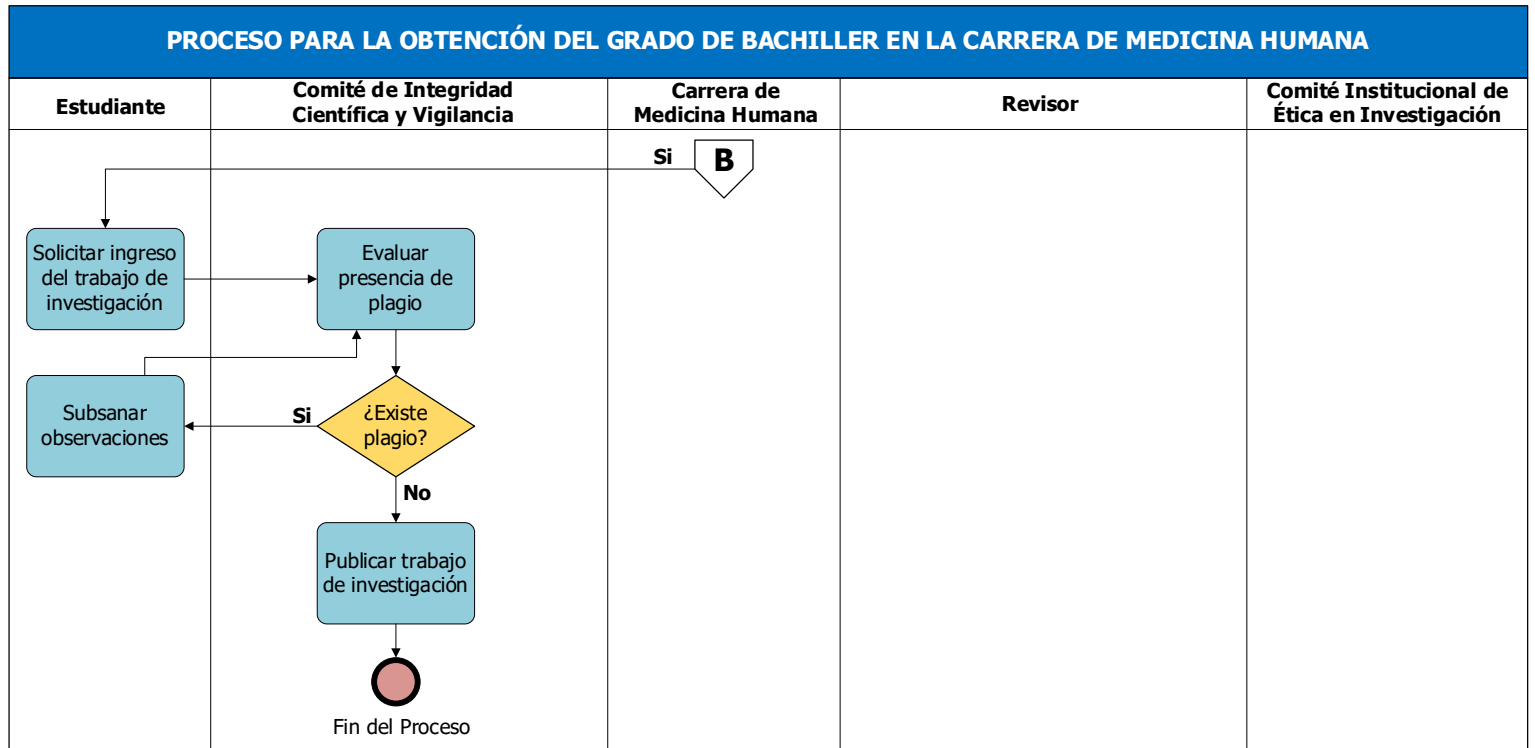 PROCESO PARA LA OBTENCIÓN DEL GRADO DE BACHILLER EN LA CARRERA DE MEDICINA HUMANA
Estudiante
Comité de Integridad
Científica y Vigilancia
Carrera de
Medicina Humana
Revisor
Comité Institucional de
Ética en Investigación
Si
B
Solicitar ingreso
del trabajo de
investigación
Evaluar
presencia de
plagio
Subsanar
observaciones
Si
¿Existe
plagio?
No
Publicar trabajo
de investigación
Fin del Proceso